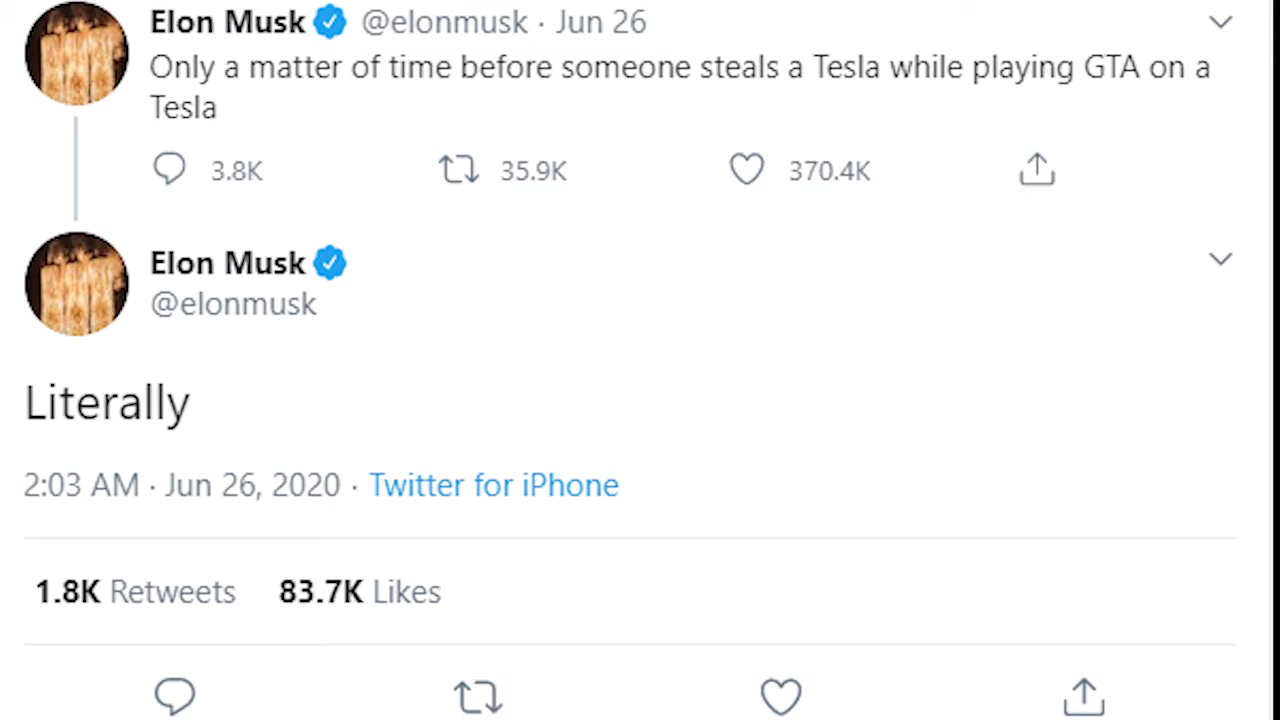 Elon Musk @elonmusk · Jun 26
Only a matter of time before someone steals a Tesla while playing GTA on a
Tesla
3.8K 35.9K 370.4K
Elon Musk
@elonmusk
Literally
2:03 AM · Jun 26, 2020 · Twitter for iPhone
1.8K Retweets 83.7K Likes